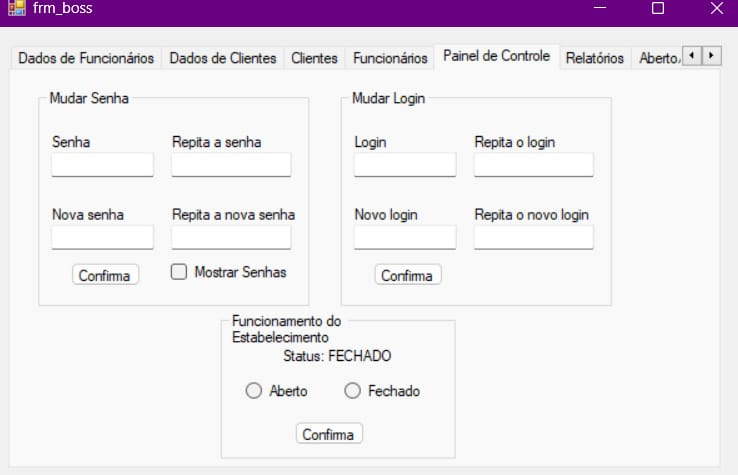 frm_boss
Dados de Funcionários Dados de Clientes Clientes Funcionários Painel de Controle Relatórios Aberto/
Mudar Senha
Senha Repita a senha
Nova senha Repita a nova senha
Confirma Mostrar Senhas
Mudar Login
Login Repita o login
Novo login Repita o novo login
Confirma
Funcionamento do
Estabelecimento
Status: FECHADO
Aberto Fechado
Confirma